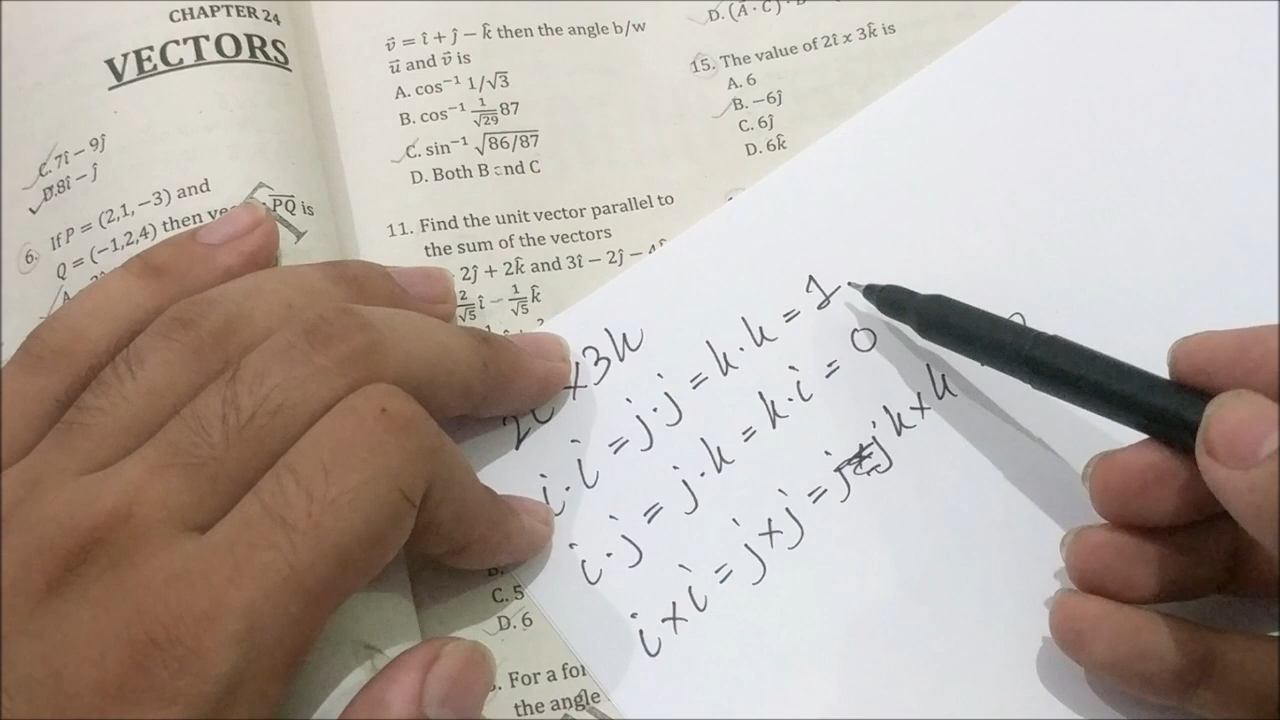 CHAPTER 24
VECTORS
C. 7î − 9ĵ
D. 8î − ĵ
6. If P = (2,1, −3) and
Q = (−1,2,4) then PQ is
A.
v⃗ = î + ĵ − k̂ then the angle b/w
u⃗ and v⃗ is
A. cos⁻¹ 1/√3
B. cos⁻¹ 1/√29 87
C. sin⁻¹ √86/87
D. Both B and C
11. Find the unit vector parallel to
the sum of the vectors
2ĵ + 2k̂ and 3î − 2ĵ −
2/√5 î − 1/√5 k̂
C. 5
D. 6
For a
the angle
D. (A⃗ · C⃗) ·
15. The value of 2î x 3k̂ is
A. 6
B. −6ĵ
C. 6ĵ
D. 6k̂
2i × 3k
i · i = j · j = k · k = 1
i · j = j · k = k · i = 0
i × i = j × j = k × k